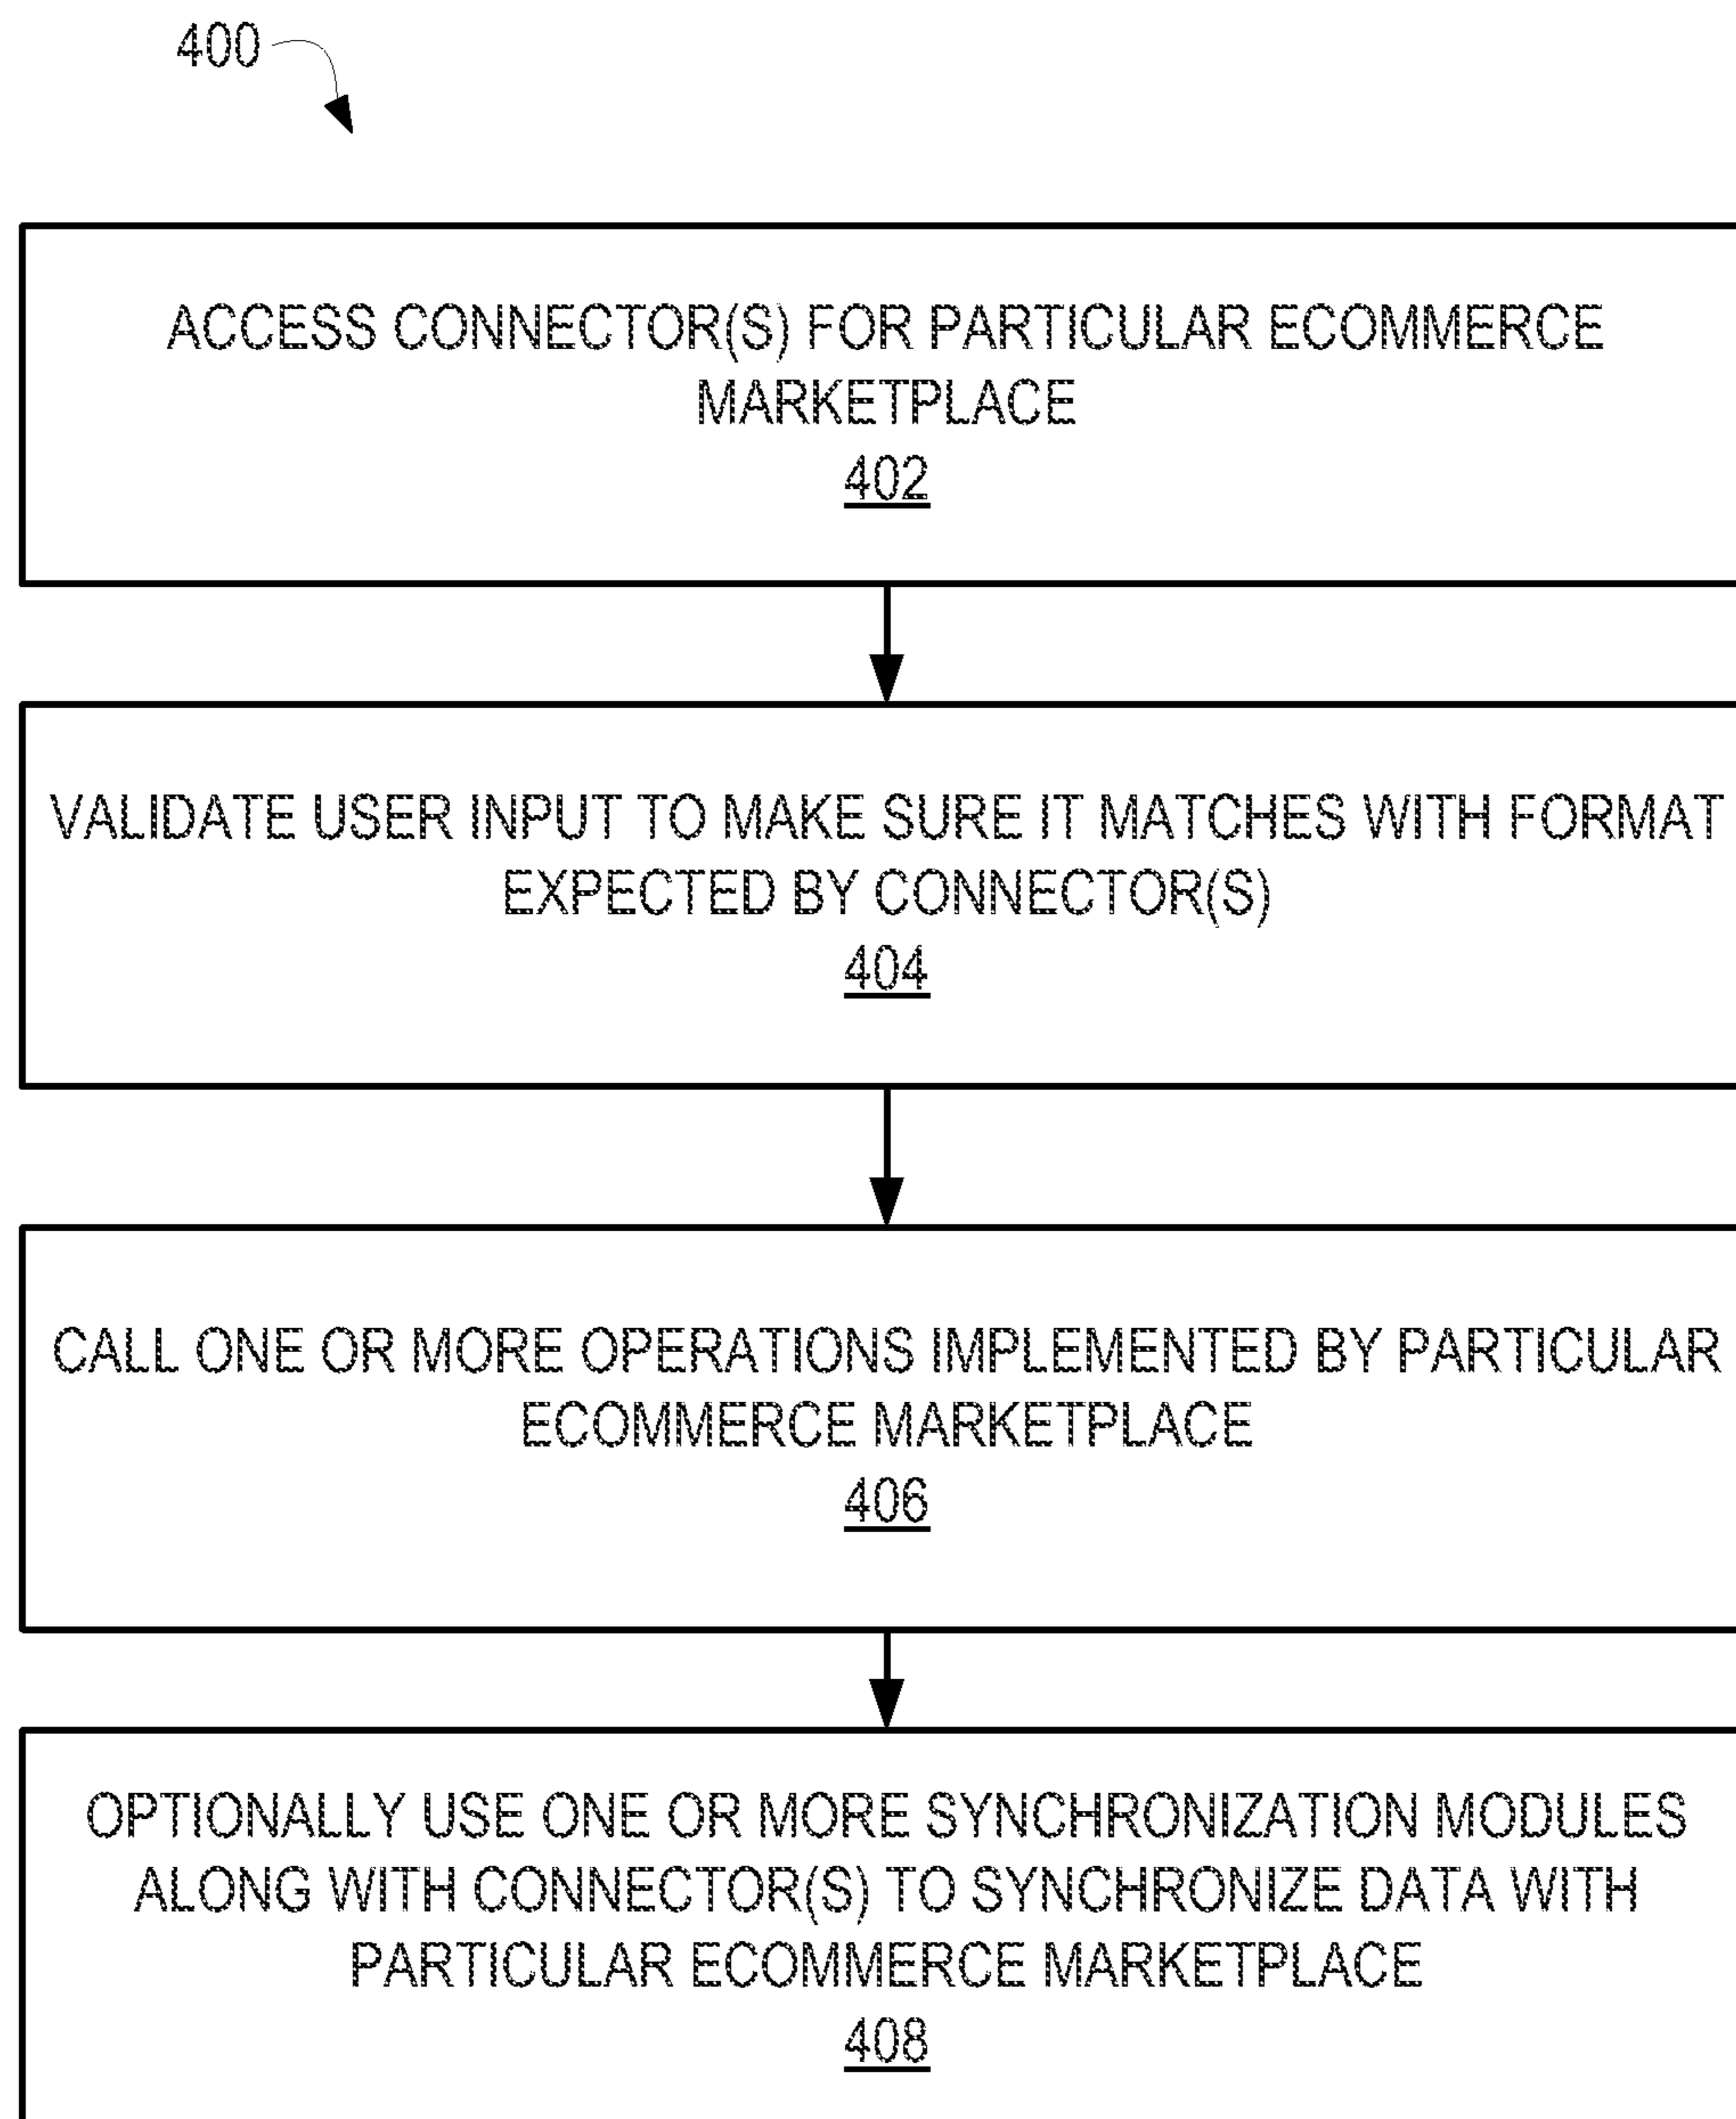 400
ACCESS CONNECTOR(S) FOR PARTICULAR ECOMMERCE
MARKETPLACE
402
VALIDATE USER INPUT TO MAKE SURE IT MATCHES WITH FORMAT
EXPECTED BY CONNECTOR(S)
404
CALL ONE OR MORE OPERATIONS IMPLEMENTED BY PARTICULAR
ECOMMERCE MARKETPLACE
406
OPTIONALLY USE ONE OR MORE SYNCHRONIZATION MODULES
ALONG WITH CONNECTOR(S) TO SYNCHRONIZE DATA WITH
PARTICULAR ECOMMERCE MARKETPLACE
408